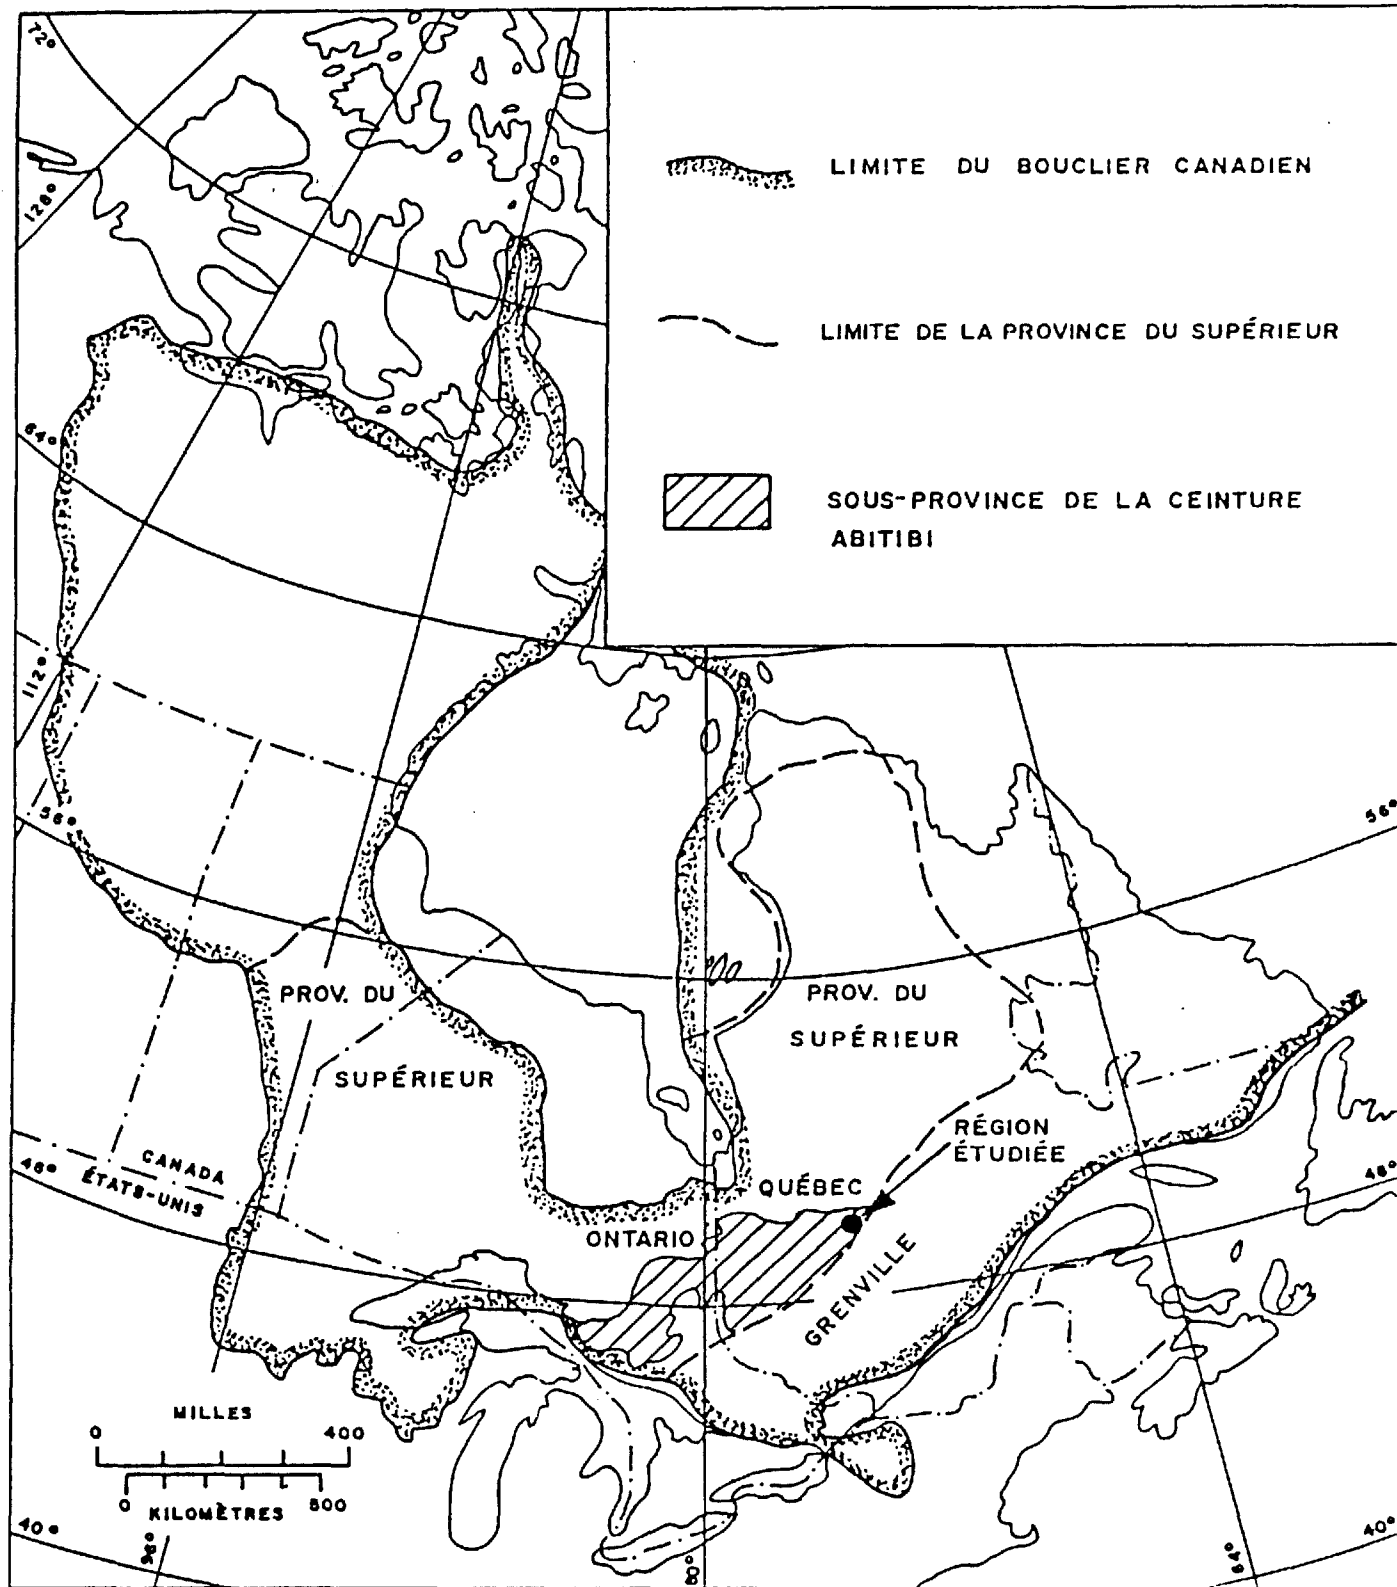 72°
128°
64°
112°
56°
LIMITE DU BOUCLIER CANADIEN
LIMITE DE LA PROVINCE DU SUPÉRIEUR
SOUS-PROVINCE DE LA CEINTURE
ABITIBI
56°
PROV. DU
SUPÉRIEUR
PROV. DU
SUPÉRIEUR
RÉGION
ÉTUDIÉE
CANADA
ÉTATS-UNIS
48°
48°
QUÉBEC
ONTARIO
GRENVILLE
MILLES
0 400
0 800
KILOMÈTRES
40°
96°
80°
64°
40°